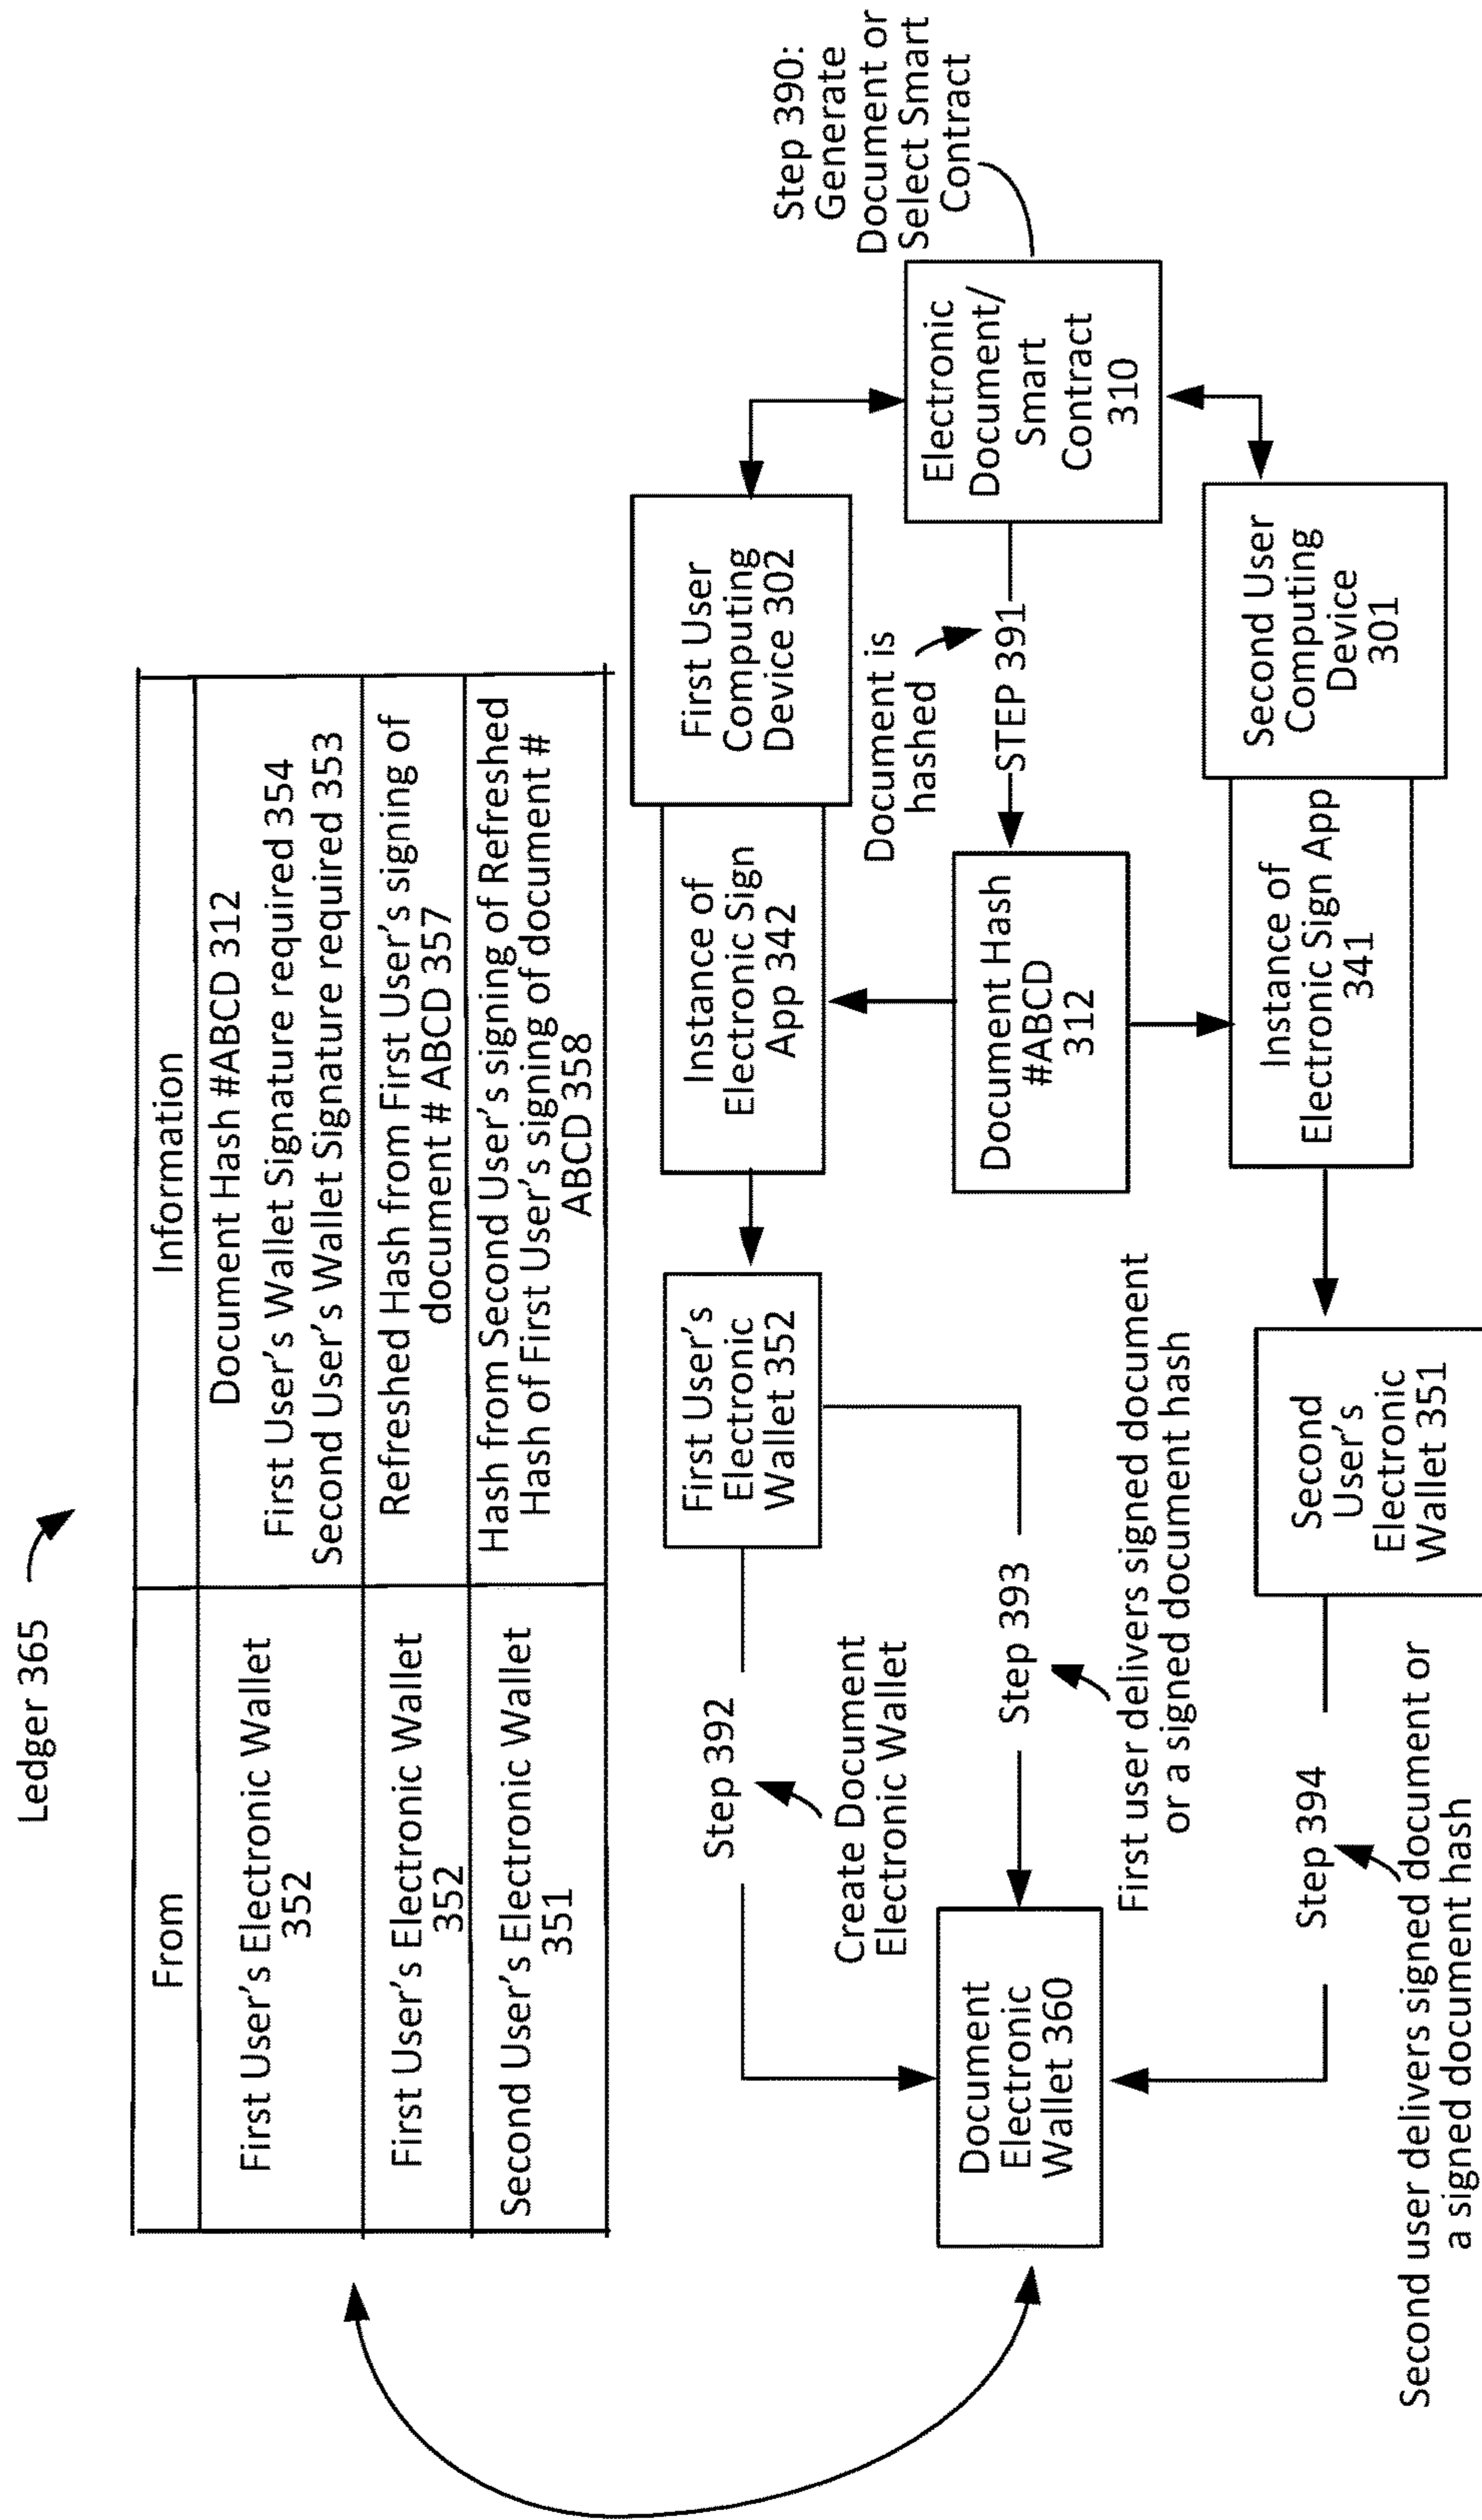 Ledger 365
From
Information
First User's Electronic Wallet
352
Document Hash #ABCD 312
First User's Wallet Signature required 354
Second User's Wallet Signature required 353
First User's Electronic Wallet
352
Refreshed Hash from First User's signing of
document # ABCD 357
Second User's Electronic Wallet
351
Hash from Second User's signing of Refreshed
Hash of First User's signing of document #
ABCD 358
Step 390:
Generate
Document or
Select Smart
Contract
Electronic
Document/
Smart
Contract
310
First User
Computing
Device 302
Instance of
Electronic Sign
App 342
First User's
Electronic
Wallet 352
Step 392
Create Document
Electronic Wallet
Document is
hashed
STEP 391
Document Hash
#ABCD
312
Step 393
First user delivers signed document
or a signed document hash
Document
Electronic
Wallet 360
Second User
Computing
Device
301
Instance of
Electronic Sign App
341
Second
User's
Electronic
Wallet 351
Step 394
Second user delivers signed document or
a signed document hash